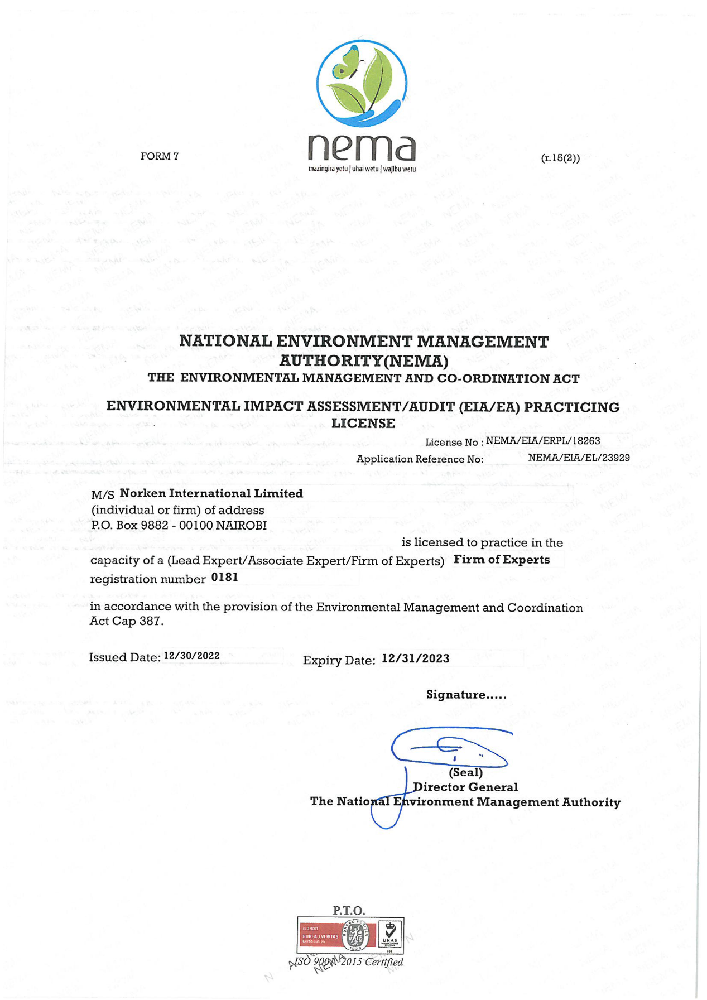 nema
mazingira yetu | uhai wetu | wajibu wetu
FORM 7
(r.15(2))
NATIONAL ENVIRONMENT MANAGEMENT
AUTHORITY(NEMA)
THE ENVIRONMENTAL MANAGEMENT AND CO-ORDINATION ACT
ENVIRONMENTAL IMPACT ASSESSMENT/AUDIT (EIA/EA) PRACTICING
LICENSE
License No : NEMA/EIA/ERPL/18263
Application Reference No: NEMA/EIA/EL/23929
M/S Norken International Limited
(individual or firm) of address
P.O. Box 9882 - 00100 NAIROBI
is licensed to practice in the
capacity of a (Lead Expert/Associate Expert/Firm of Experts) Firm of Experts
registration number 0181
in accordance with the provision of the Environmental Management and Coordination
Act Cap 387.
Issued Date: 12/30/2022 Expiry Date: 12/31/2023
Signature.....
(Seal)
Director General
The National Environment Management Authority
P.T.O.
ISO 9001
BUREAU VERITAS
Certification
BUREAU VERITAS
1828
UKAS
MANAGEMENT
SYSTEMS
ISO 9001: 2015 Certified
NEMA